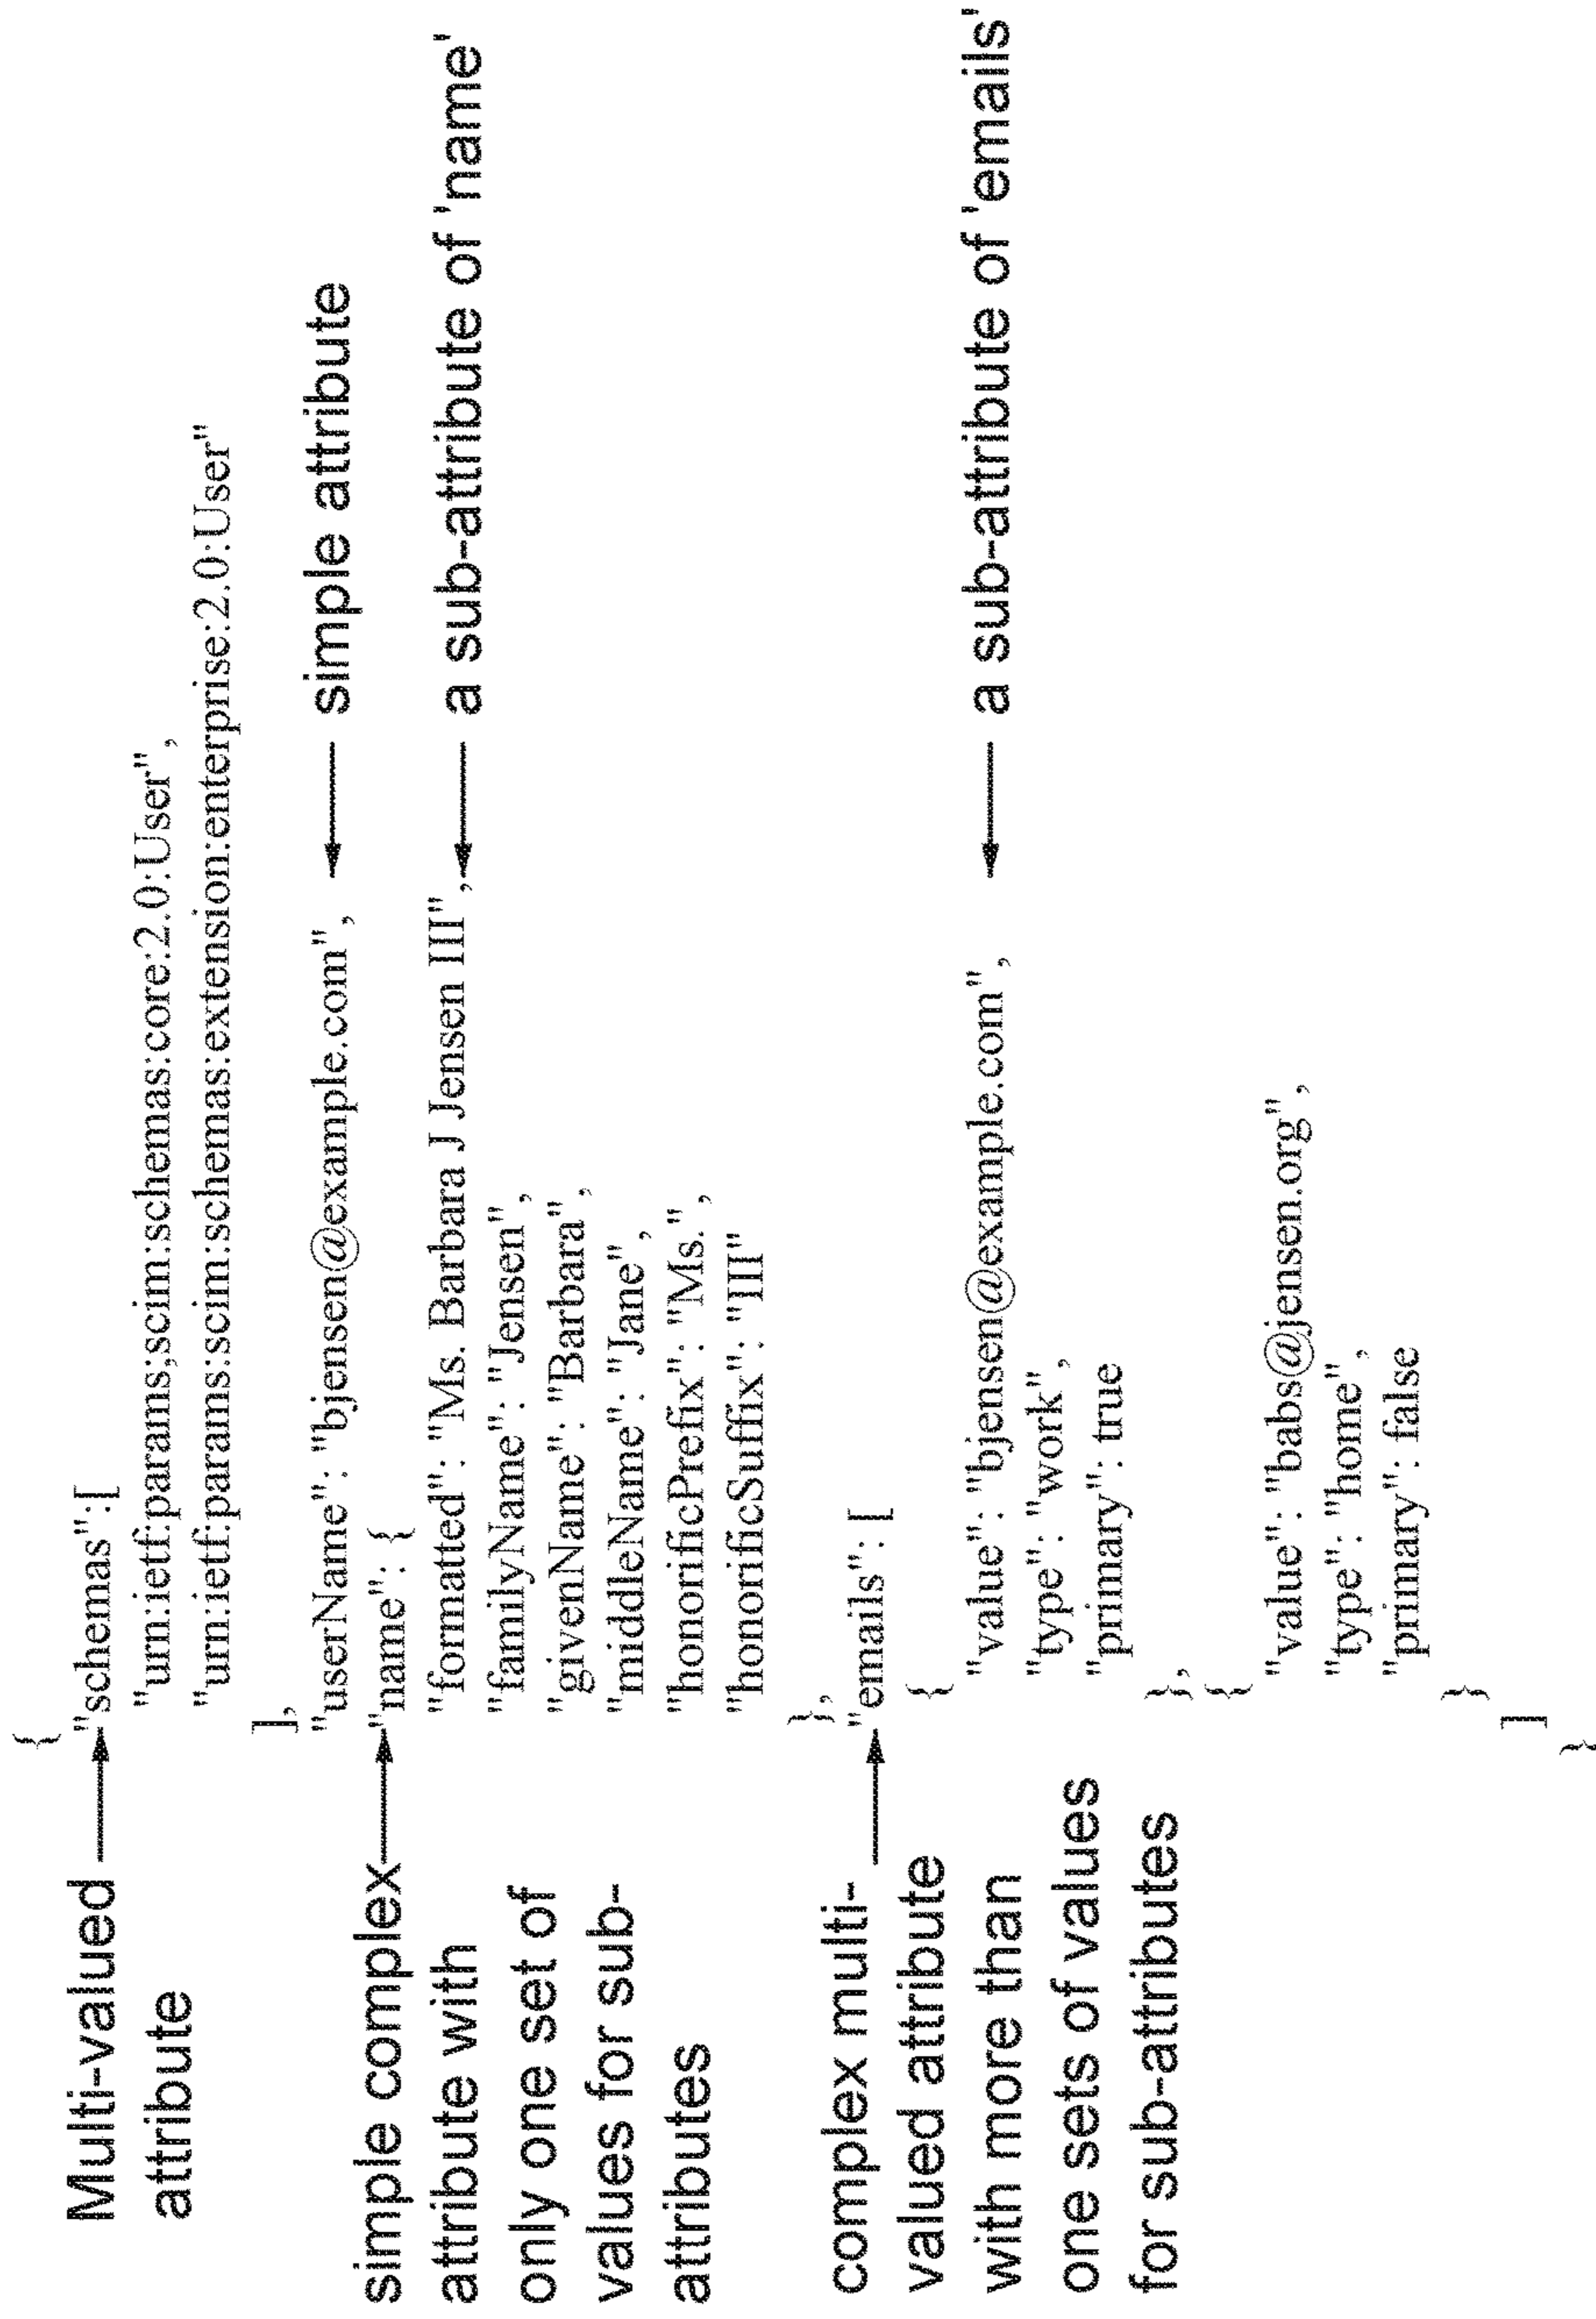 {
Multi-valued
attribute
"schemas":[
"urn:ietf:params;scim:schemas:core:2.0:User",
"urn:ietf:params:scim:schemas:extension:enterprise:2.0:User"
],
"userName": "bjensen@example.com",
simple attribute
simple complex
attribute with
only one set of
values for sub-
attributes
"name": {
"formatted": "Ms. Barbara J Jensen III",
a sub-attribute of 'name'
"familyName": "Jensen",
"givenName": "Barbara",
"middleName": "Jane",
"honorificPrefix": "Ms.",
"honorificSuffix": "III"
},
complex multi-
valued attribute
with more than
one sets of values
for sub-attributes
"emails": [
{
"value": "bjensen@example.com",
a sub-attribute of 'emails'
"type": "work",
"primary": true
},
{
"value": "babs@jensen.org",
"type": "home",
"primary": false
}
]
}